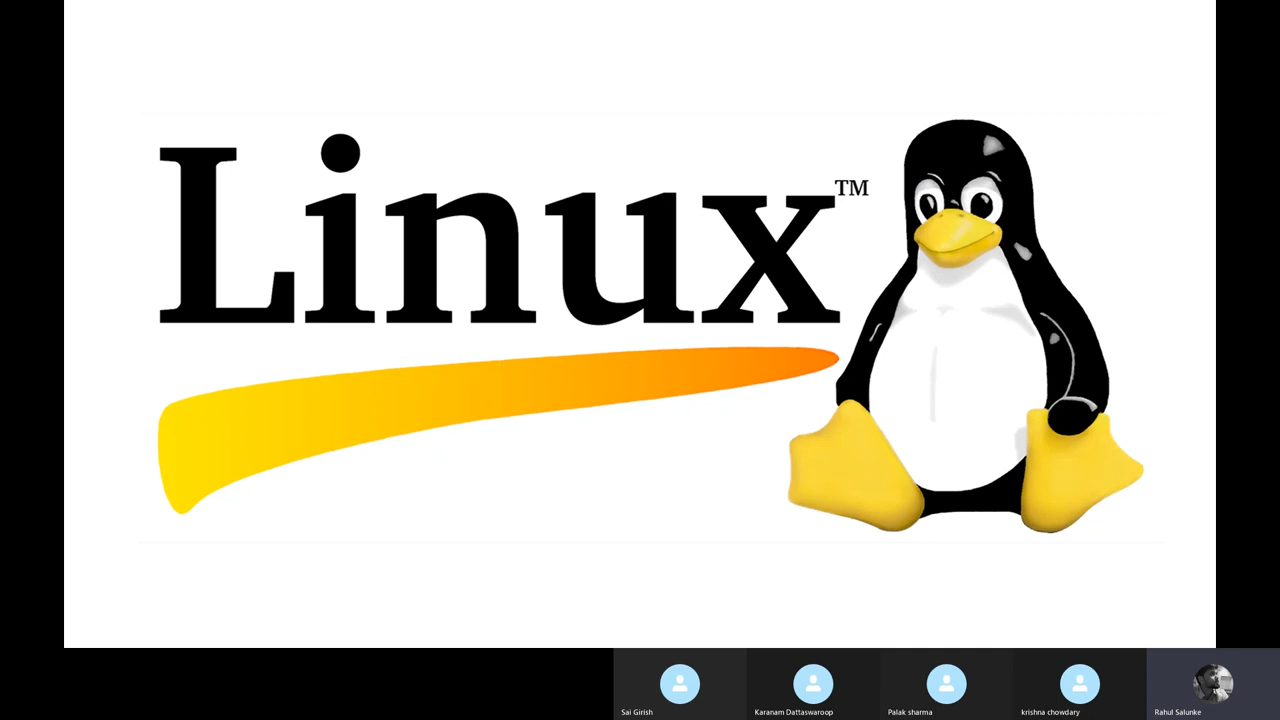 Linux™
Sai Girish
Karanam Dattaswaroop
Palak sharma
krishna chowdary
Rahul Salunke